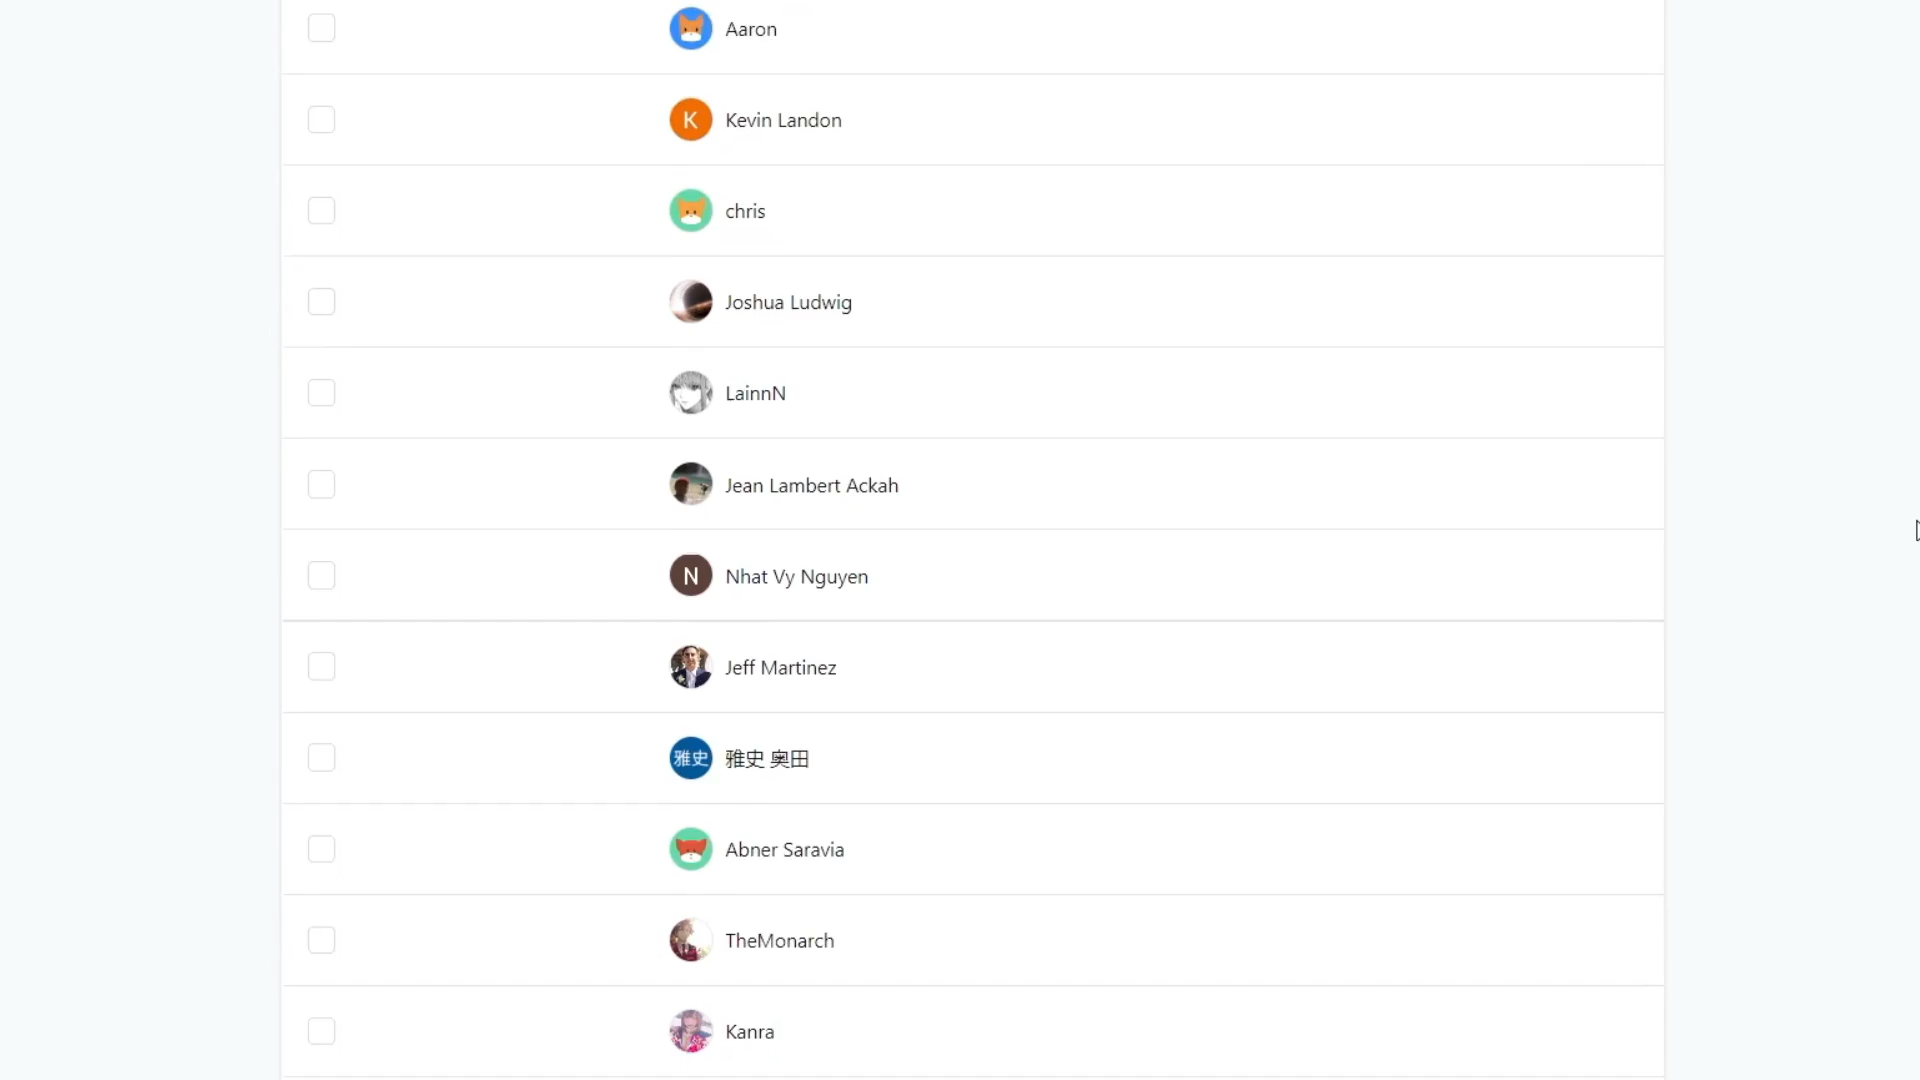 Aaron
K Kevin Landon
chris
Joshua Ludwig
LainnN
Jean Lambert Ackah
N Nhat Vy Nguyen
Jeff Martinez
雅史 雅史 奥田
Abner Saravia
TheMonarch
Kanra